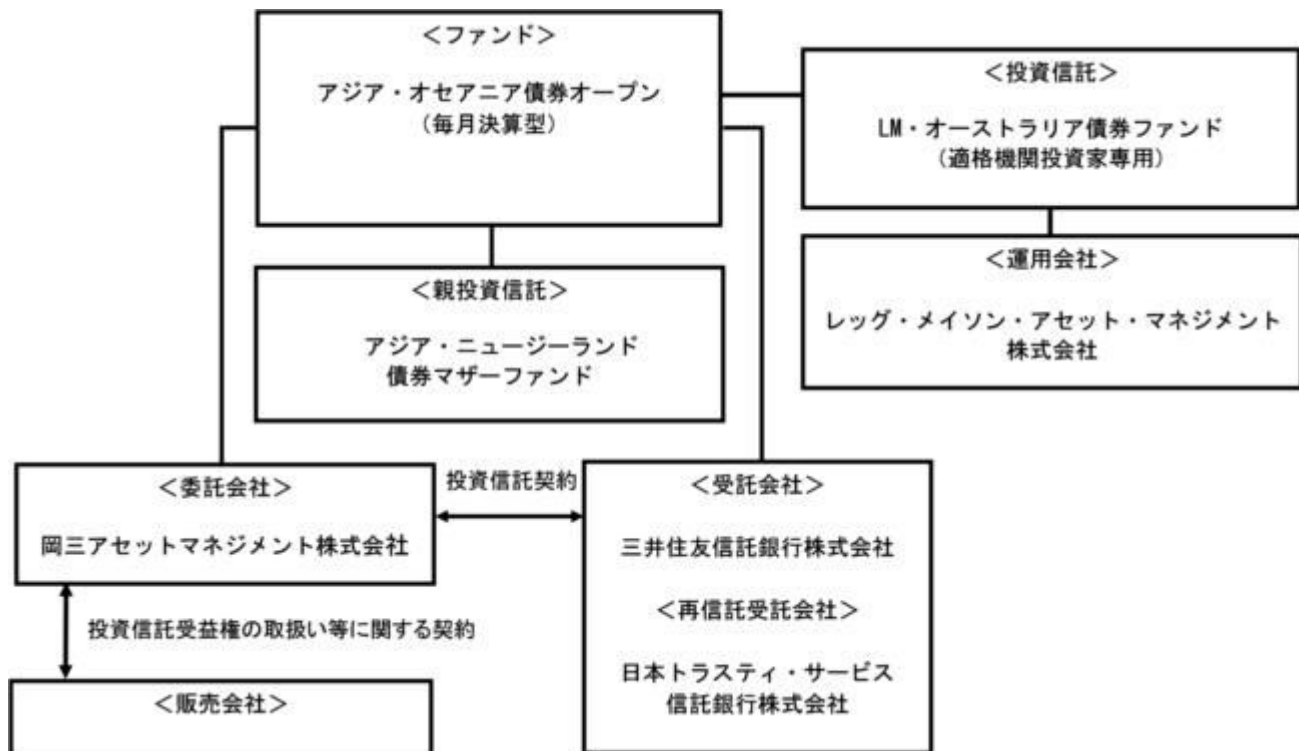 ＜ファンド＞
アジア・オセアニア債券オープン
（毎月決算型）
＜投資信託＞
LM・オーストラリア債券ファンド
（適格機関投資家専用）
＜運用会社＞
レッグ・メイソン・アセット・マネジメント
株式会社
＜親投資信託＞
アジア・ニュージーランド
債券マザーファンド
＜委託会社＞
岡三アセットマネジメント株式会社
投資信託契約
＜受託会社＞
三井住友信託銀行株式会社
＜再信託受託会社＞
日本トラスティ・サービス
信託銀行株式会社
投資信託受益権の取扱い等に関する契約
＜販売会社＞